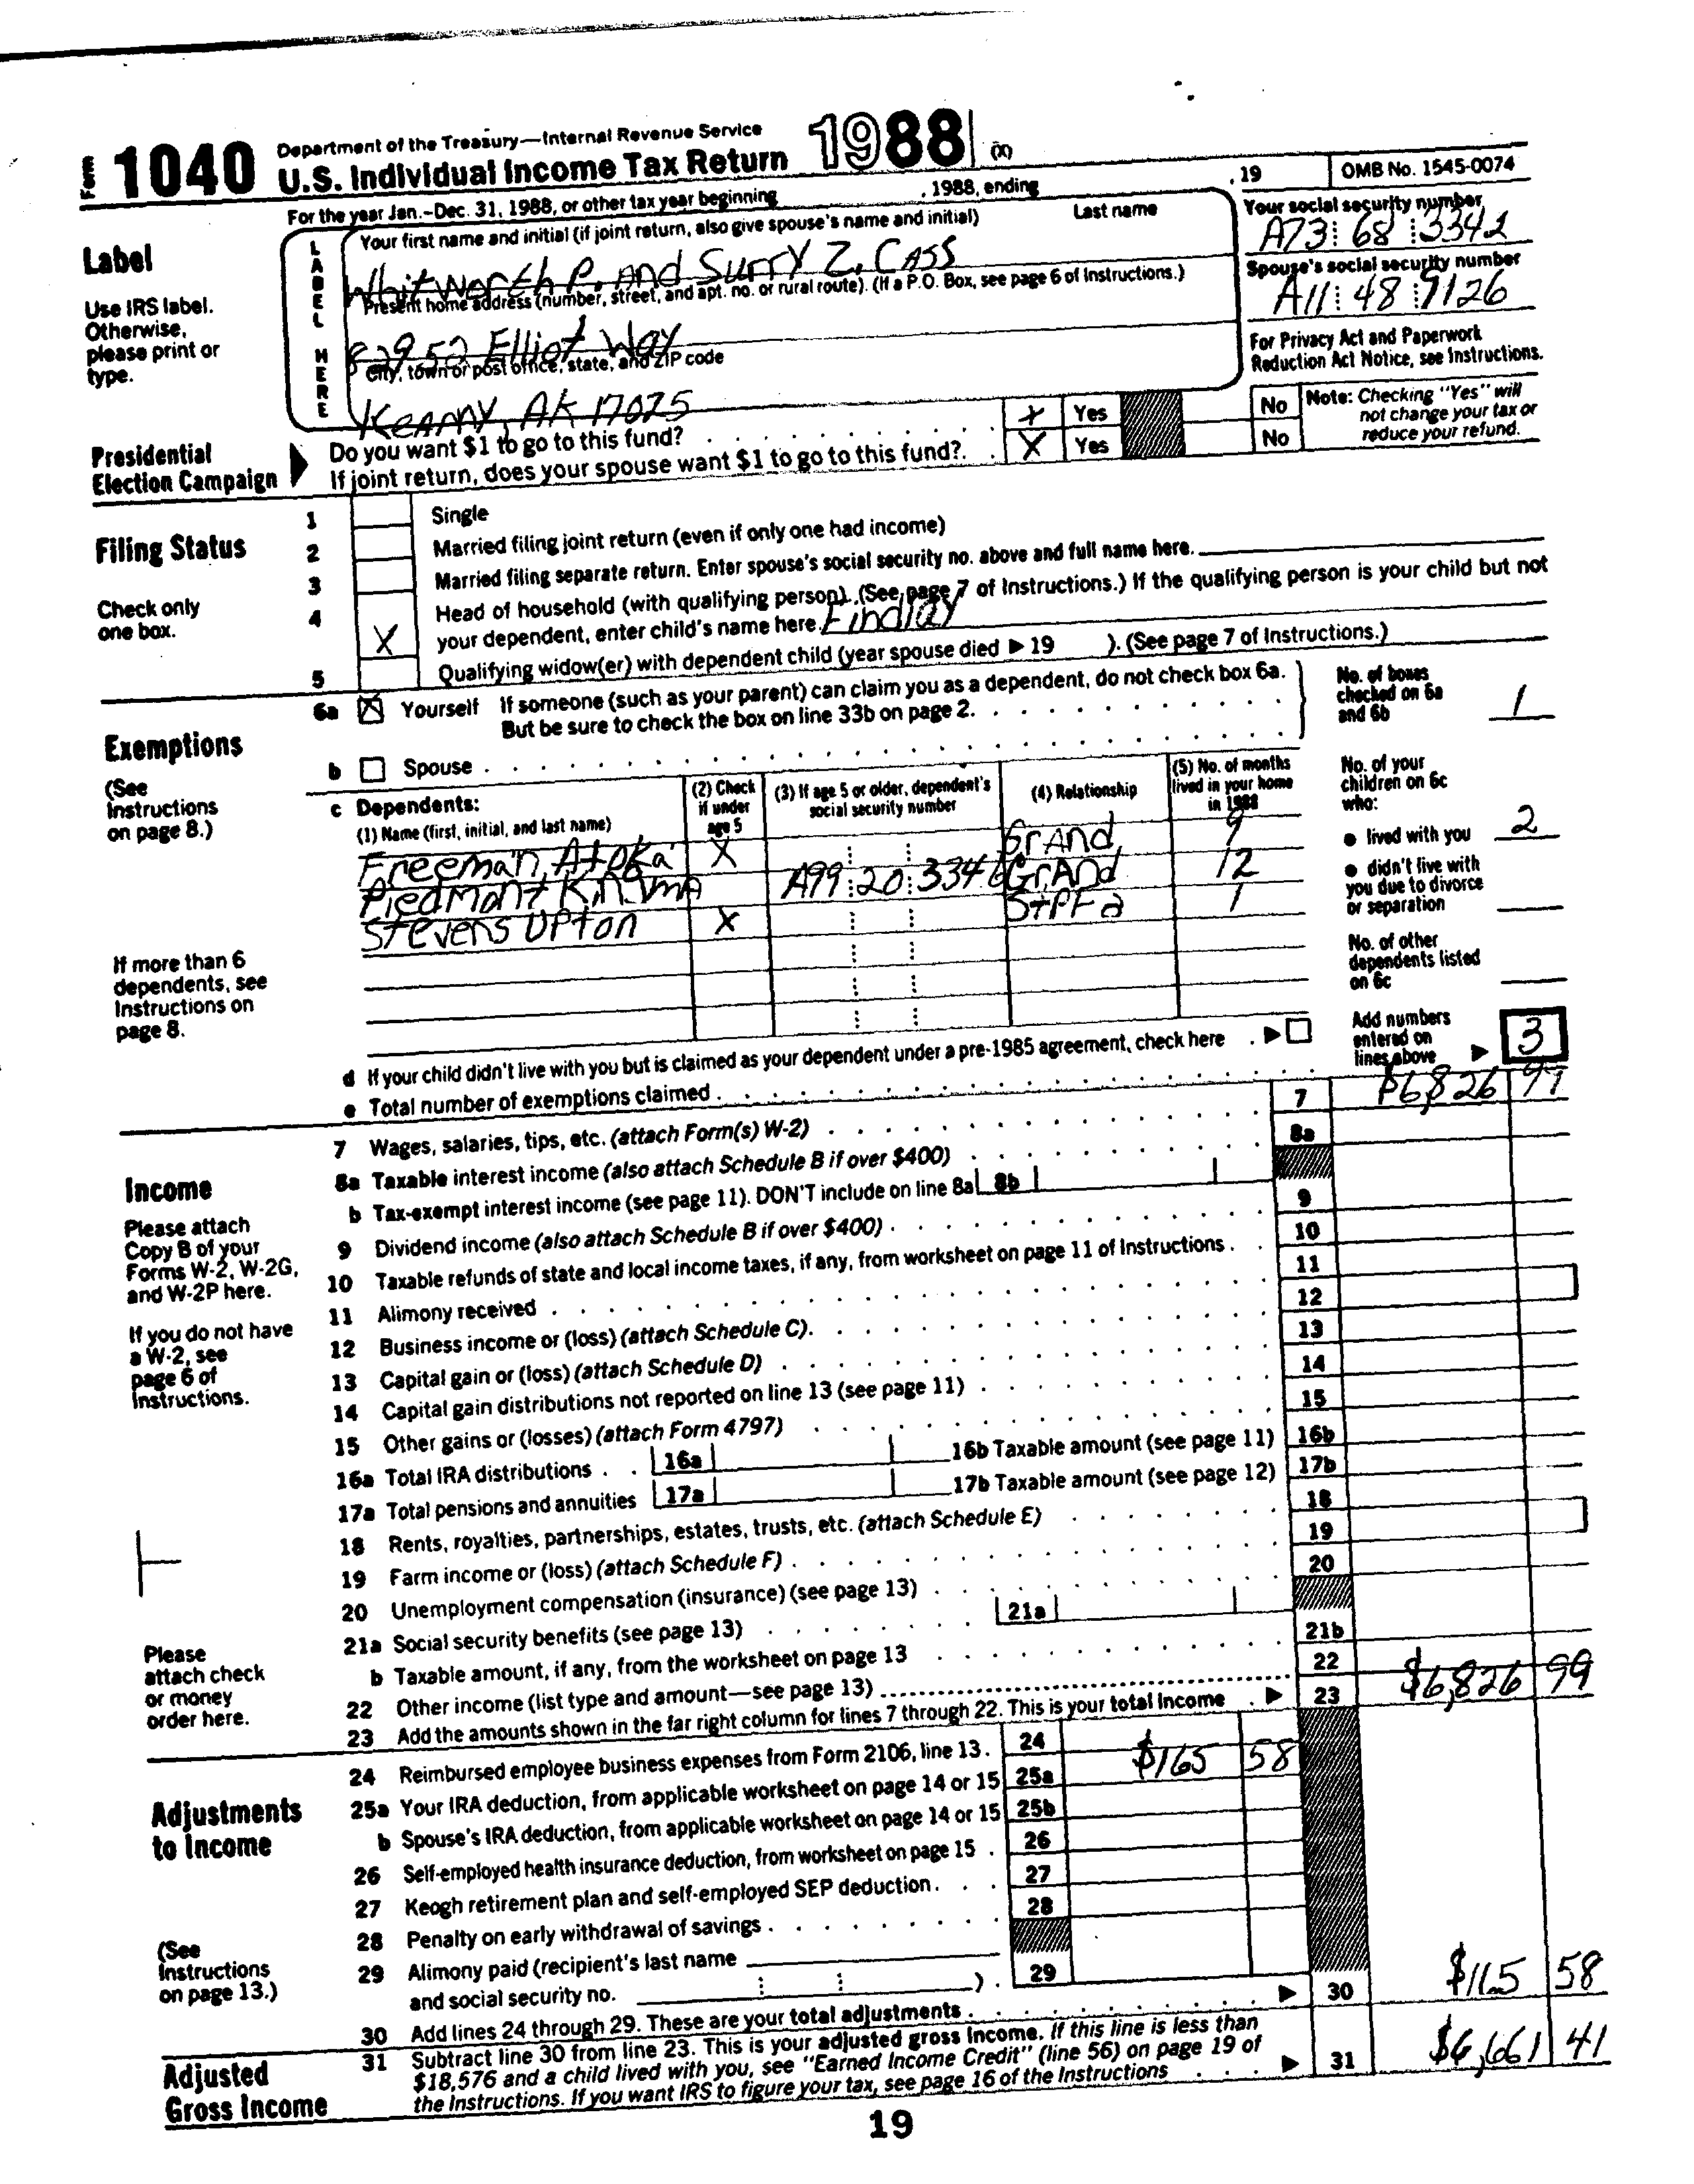 Form 1040 Department of the Treasury—Internal Revenue Service
U.S. Individual Income Tax Return 1988 (X)
For the year Jan.–Dec. 31, 1988, or other tax year beginning , 1988, ending , 19 OMB No. 1545-0074
Label
Use IRS label.
Otherwise,
please print or
type.
LABEL HERE
Your first name and initial (if joint return, also give spouse's name and initial) Last name
Whitworth P. And Surry Z. Cass
Your social security number
A73 68 3342
Present home address (number, street, and apt. no. or rural route). (If a P.O. Box, see page 6 of Instructions.)
82952 Elliot Way
Spouse's social security number
A11 48 9126
City, town or post office, state, and ZIP code
Kearny, AK 17025
For Privacy Act and Paperwork
Reduction Act Notice, see Instructions.
Presidential
Election Campaign
Do you want $1 to go to this fund? X Yes No
If joint return, does your spouse want $1 to go to this fund? X Yes No
Note: Checking "Yes" will
not change your tax or
reduce your refund.
Filing Status
Check only
one box.
1 Single
2 Married filing joint return (even if only one had income)
3 Married filing separate return. Enter spouse's social security no. above and full name here.
4 X Head of household (with qualifying person). (See page 7 of Instructions.) If the qualifying person is your child but not
your dependent, enter child's name here. Findlay
5 Qualifying widow(er) with dependent child (year spouse died ▶ 19 ). (See page 7 of Instructions.)
Exemptions
(See
Instructions
on page 8.)
6a X Yourself If someone (such as your parent) can claim you as a dependent, do not check box 6a.
But be sure to check the box on line 33b on page 2.
b Spouse
No. of boxes
checked on 6a
and 6b 1
c Dependents:
(1) Name (first, initial, and last name)
(2) Check
if under
age 5
(3) If age 5 or older, dependent's
social security number
(4) Relationship
(5) No. of months
lived in your home
in 1988
Freeman, Atoka X Grand 9
Piedmont A99 20 3346 Grand 12
Stevens Upton X 1
If more than 6
dependents, see
Instructions on
page 8.
No. of your
children on 6c
who:
● lived with you 2
● didn't live with
you due to divorce
or separation
No. of other
dependents listed
on 6c
d If your child didn't live with you but is claimed as your dependent under a pre-1985 agreement, check here ▶
e Total number of exemptions claimed
Add numbers
entered on
lines above ▶ 3
Income
Please attach
Copy B of your
Forms W-2, W-2G,
and W-2P here.
If you do not have
a W-2, see
page 6 of
Instructions.
Please
attach check
or money
order here.
7 Wages, salaries, tips, etc. (attach Form(s) W-2) 7 $6,826 99
8a Taxable interest income (also attach Schedule B if over $400) 8a
b Tax-exempt interest income (see page 11). DON'T include on line 8a 8b
9 Dividend income (also attach Schedule B if over $400) 9
10 Taxable refunds of state and local income taxes, if any, from worksheet on page 11 of Instructions 10
11 Alimony received 11
12 Business income or (loss) (attach Schedule C) 12
13 Capital gain or (loss) (attach Schedule D) 13
14 Capital gain distributions not reported on line 13 (see page 11) 14
15 Other gains or (losses) (attach Form 4797) 15
16a Total IRA distributions 16a 16b Taxable amount (see page 11) 16b
17a Total pensions and annuities 17a 17b Taxable amount (see page 12) 17b
18 Rents, royalties, partnerships, estates, trusts, etc. (attach Schedule E) 18
19 Farm income or (loss) (attach Schedule F) 19
20 Unemployment compensation (insurance) (see page 13) 20
21a Social security benefits (see page 13) 21a
b Taxable amount, if any, from the worksheet on page 13 21b
22 Other income (list type and amount—see page 13) 22
23 Add the amounts shown in the far right column for lines 7 through 22. This is your total income ▶ 23 $6,826 99
Adjustments
to Income
(See
Instructions
on page 13.)
24 Reimbursed employee business expenses from Form 2106, line 13. 24
25a Your IRA deduction, from applicable worksheet on page 14 or 15 25a $165 58
b Spouse's IRA deduction, from applicable worksheet on page 14 or 15 25b
26 Self-employed health insurance deduction, from worksheet on page 15 26
27 Keogh retirement plan and self-employed SEP deduction 27
28 Penalty on early withdrawal of savings 28
29 Alimony paid (recipient's last name
and social security no. ) 29
30 Add lines 24 through 29. These are your total adjustments ▶ 30 $165 58
Adjusted
Gross Income
31 Subtract line 30 from line 23. This is your adjusted gross income. If this line is less than
$18,576 and a child lived with you, see "Earned Income Credit" (line 56) on page 19 of
the Instructions. If you want IRS to figure your tax, see page 16 of the Instructions ▶ 31 $6,661 41
19